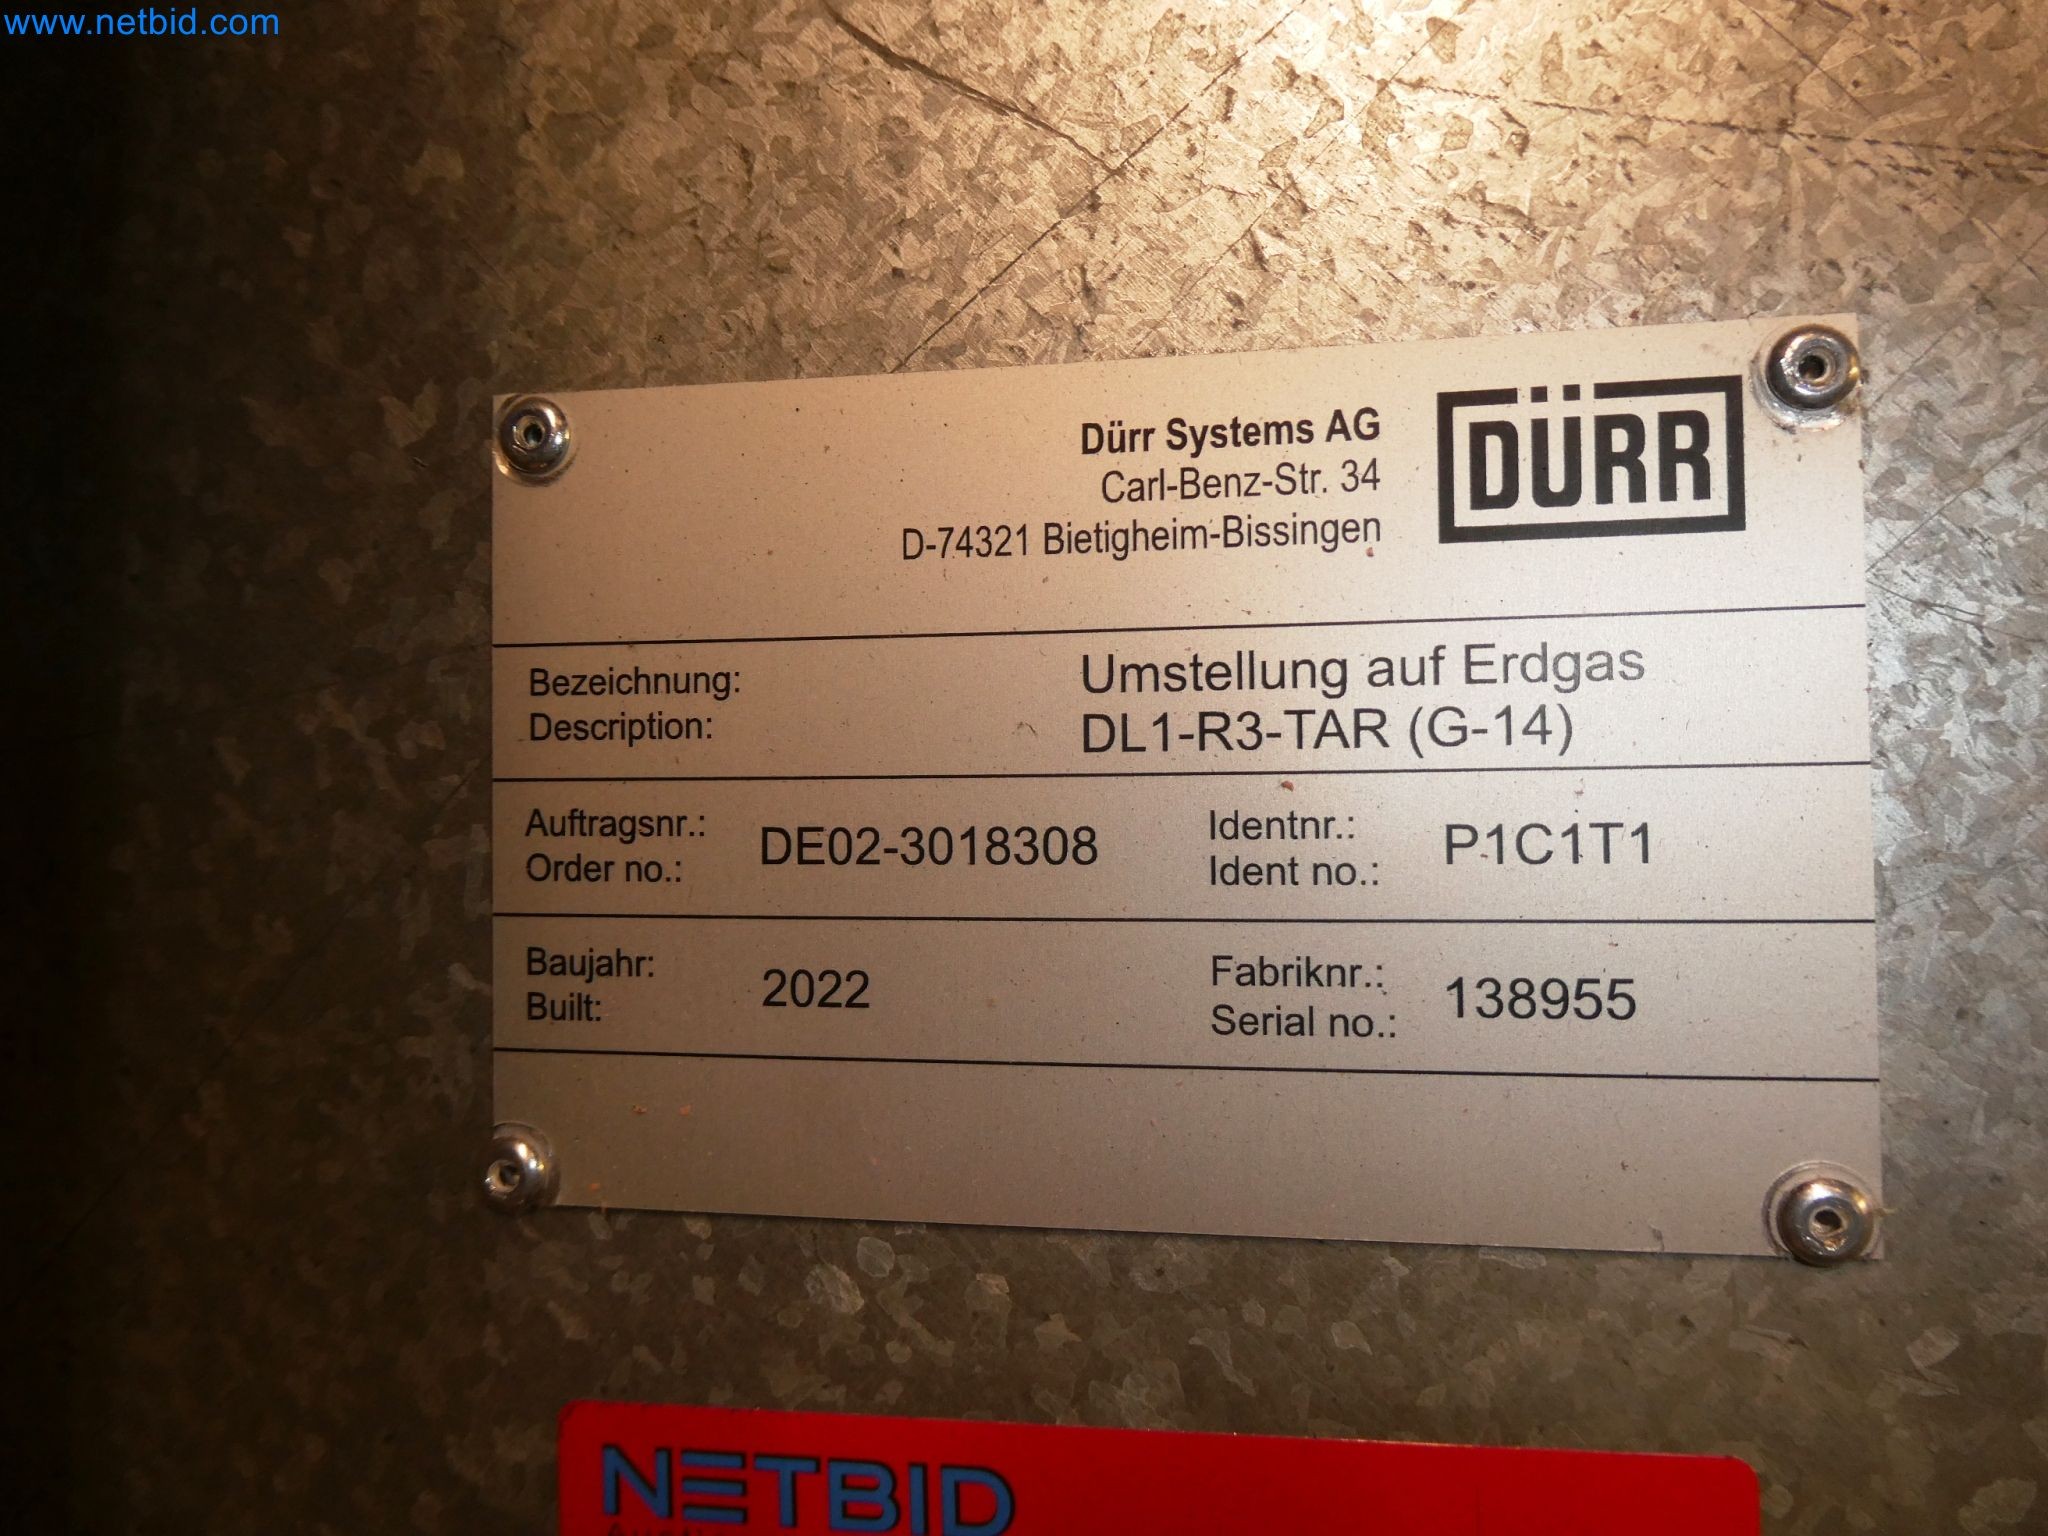 www.netbid.com
Dürr Systems AG
Carl-Benz-Str. 34
D-74321 Bietigheim-Bissingen
DÜRR
Bezeichnung:
Description:
Umstellung auf Erdgas
DL1-R3-TAR (G-14)
Auftragsnr.:
Order no.:
DE02-3018308
Identnr.:
Ident no.:
P1C1T1
Baujahr:
Built:
2022
Fabriknr.:
Serial no.:
138955
NETBID